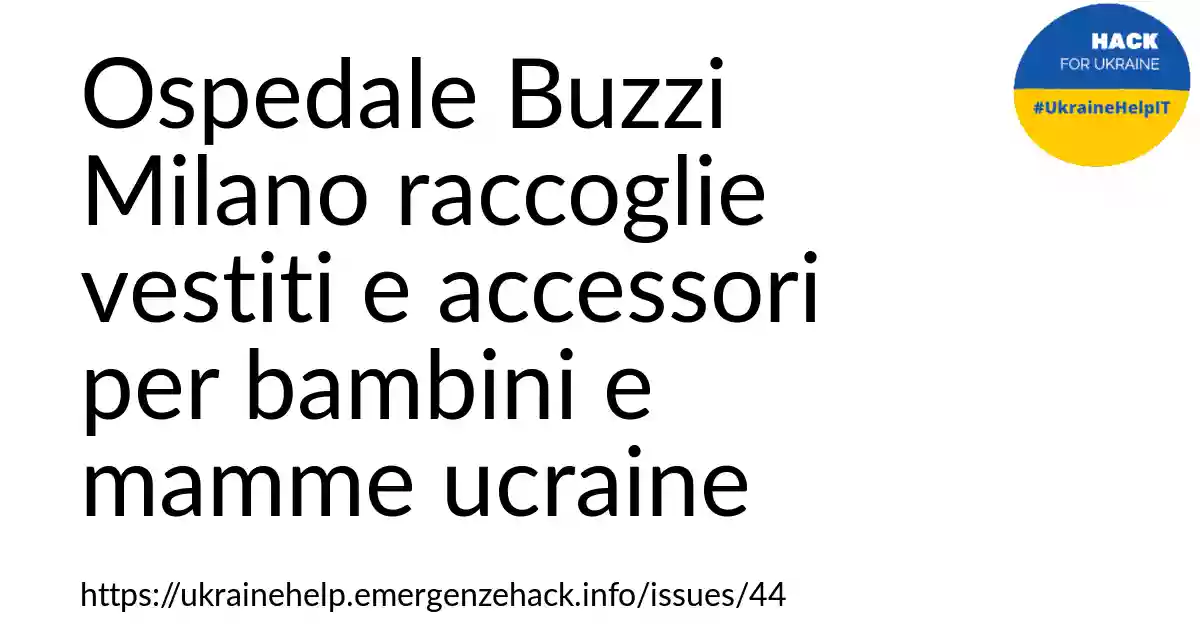 Ospedale Buzzi
Milano raccoglie
vestiti e accessori
per bambini e
mamme ucraine
https://ukrainehelp.emergenzehack.info/issues/44
HACK
FOR UKRAINE
#UkraineHelpIT